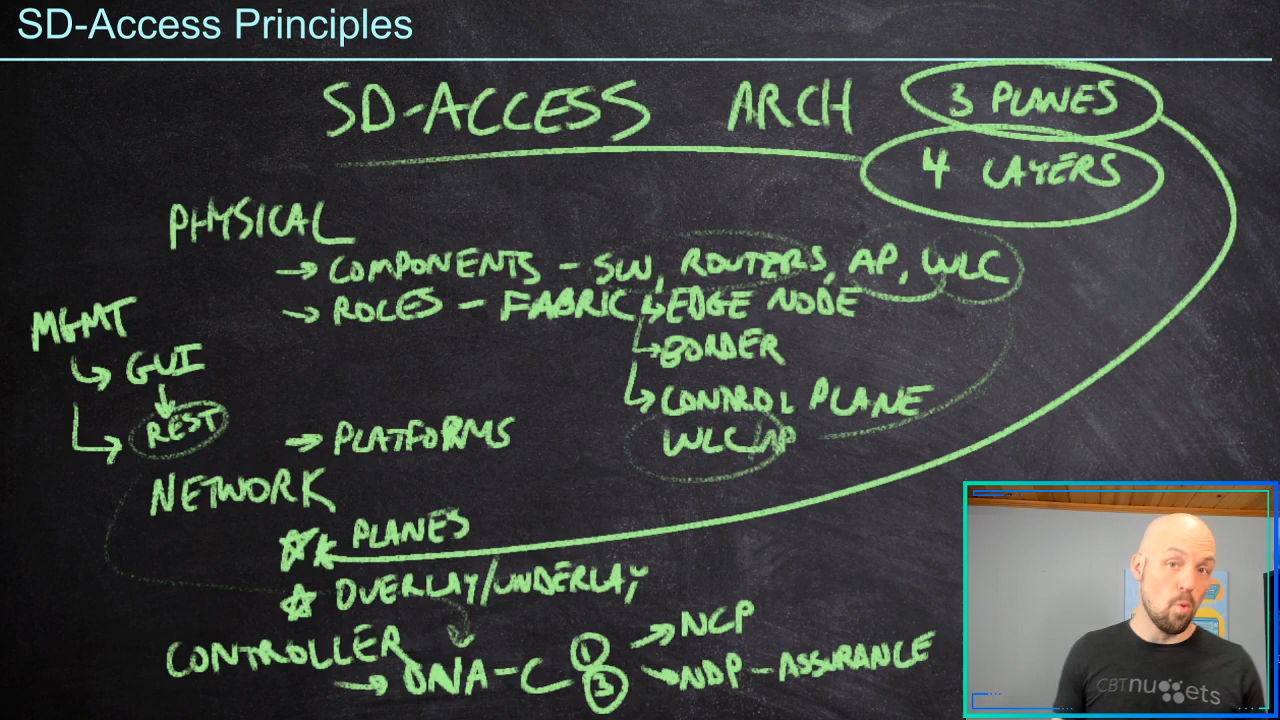 SD-Access Principles
SD-ACCESS ARCH
3 PLANES
4 LAYERS
PHYSICAL
→ COMPONENTS - SW, ROUTERS, AP, WLC
→ ROLES - FABRIC ↳ EDGE NODE
↳ BORDER
↳ CONTROL PLANE
WLC/AP
→ PLATFORMS
MGMT
↳ GUI
↓
↳ REST
NETWORK
☆ PLANES
☆ OVERLAY/UNDERLAY
CONTROLLER
→ DNA-C
1
3
→ NCP
→ NDP - ASSURANCE
CBTnuggets